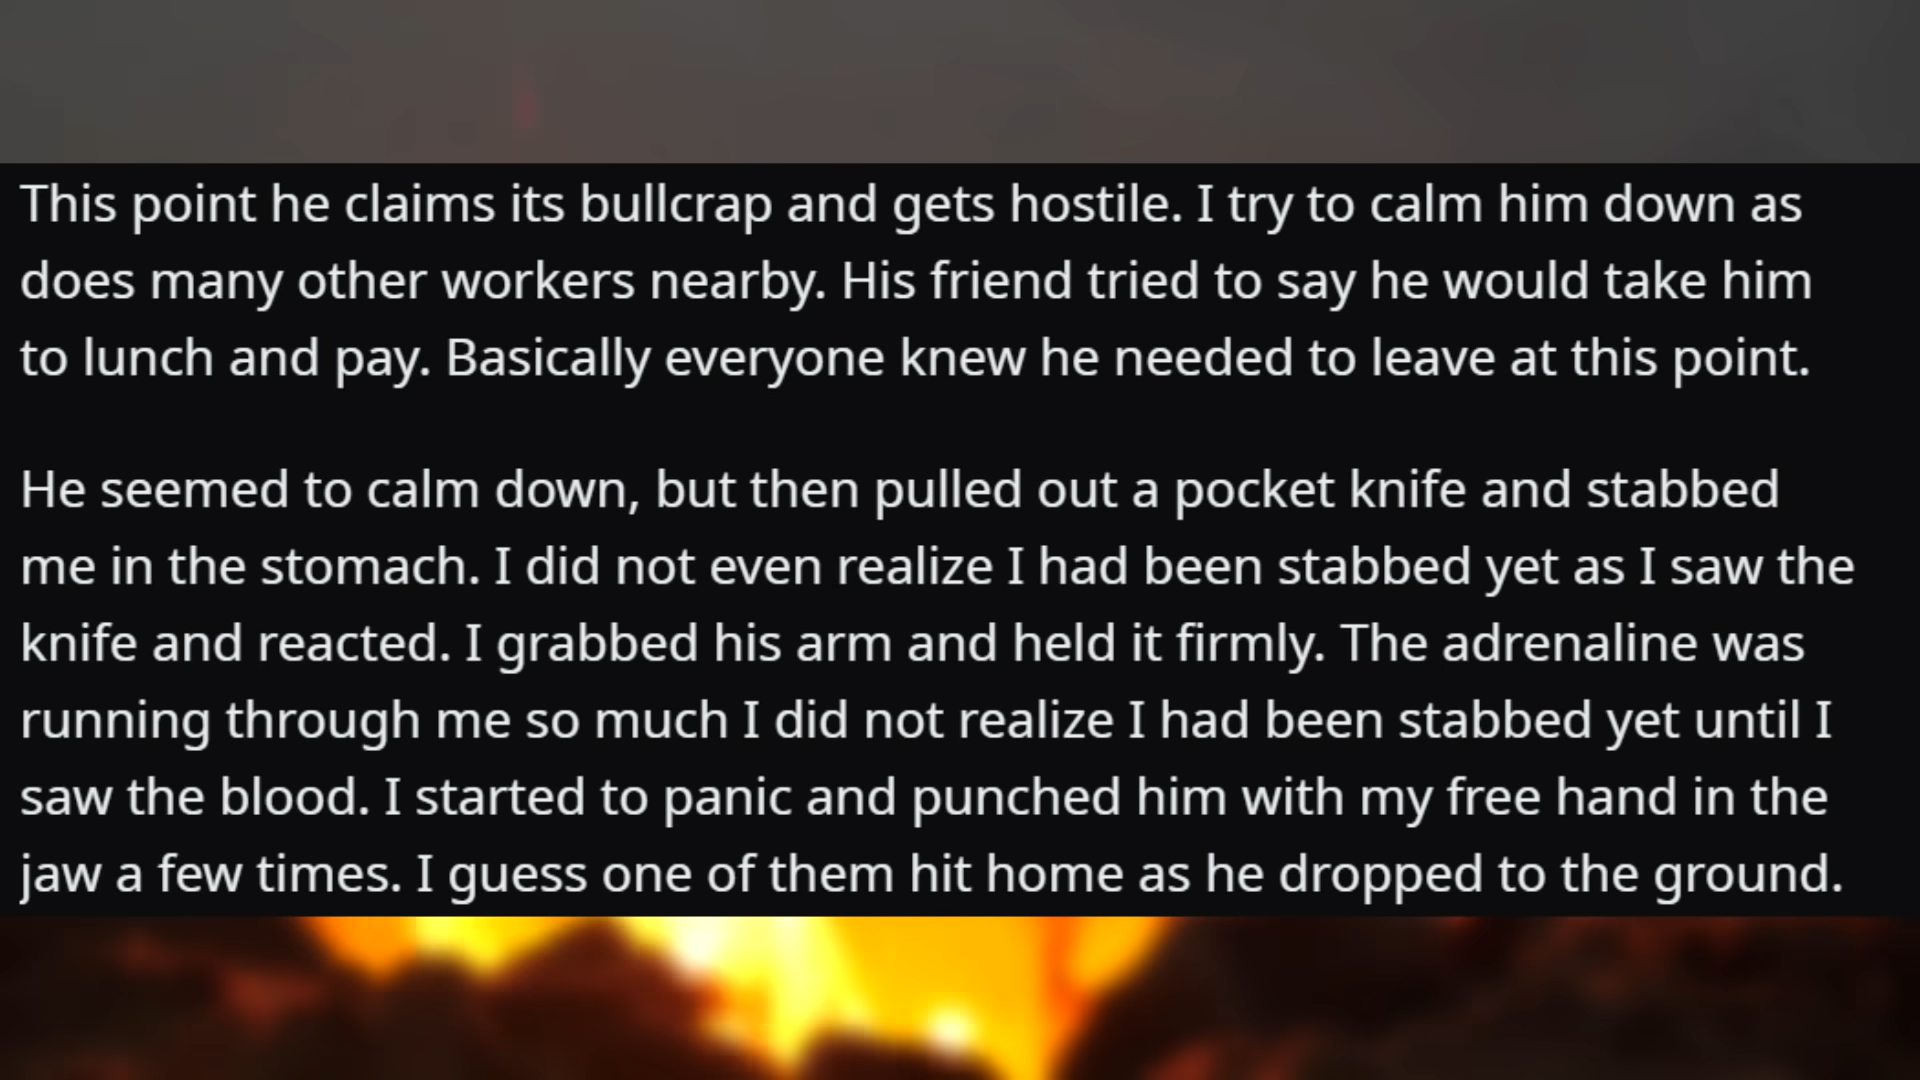 This point he claims its bullcrap and gets hostile. I try to calm him down as
does many other workers nearby. His friend tried to say he would take him
to lunch and pay. Basically everyone knew he needed to leave at this point.
He seemed to calm down, but then pulled out a pocket knife and stabbed
me in the stomach. I did not even realize I had been stabbed yet as I saw the
knife and reacted. I grabbed his arm and held it firmly. The adrenaline was
running through me so much I did not realize I had been stabbed yet until I
saw the blood. I started to panic and punched him with my free hand in the
jaw a few times. I guess one of them hit home as he dropped to the ground.